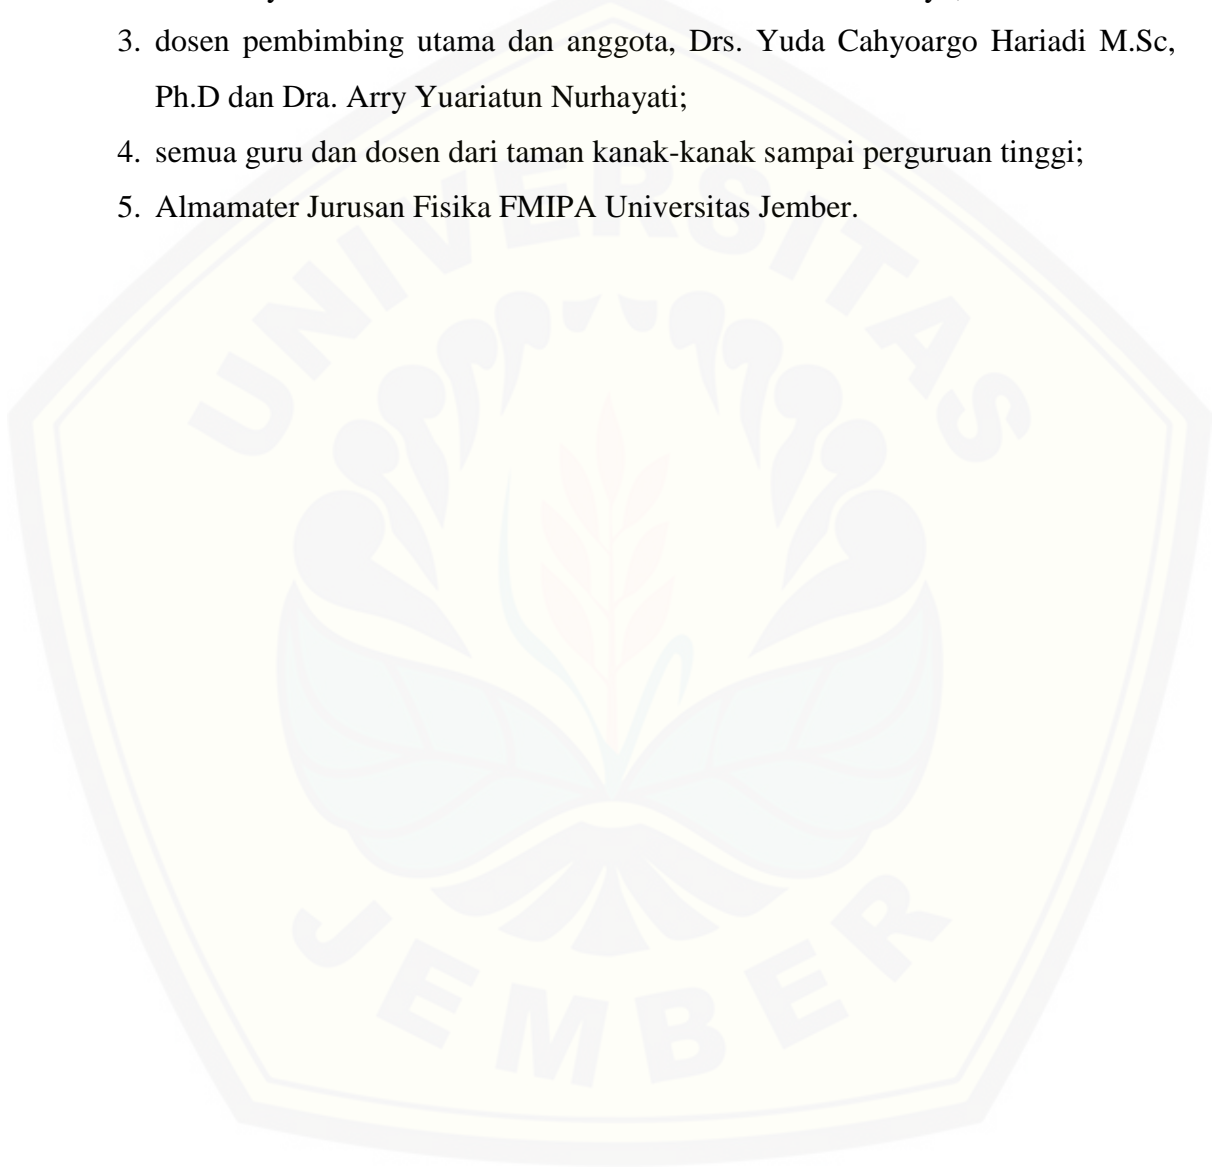 3. dosen pembimbing utama dan anggota, Drs. Yuda Cahyoargo Hariadi M.Sc,
Ph.D dan Dra. Arry Yuariatun Nurhayati;
4. semua guru dan dosen dari taman kanak-kanak sampai perguruan tinggi;
5. Almamater Jurusan Fisika FMIPA Universitas Jember.
UNIVERSITAS
JEMBER